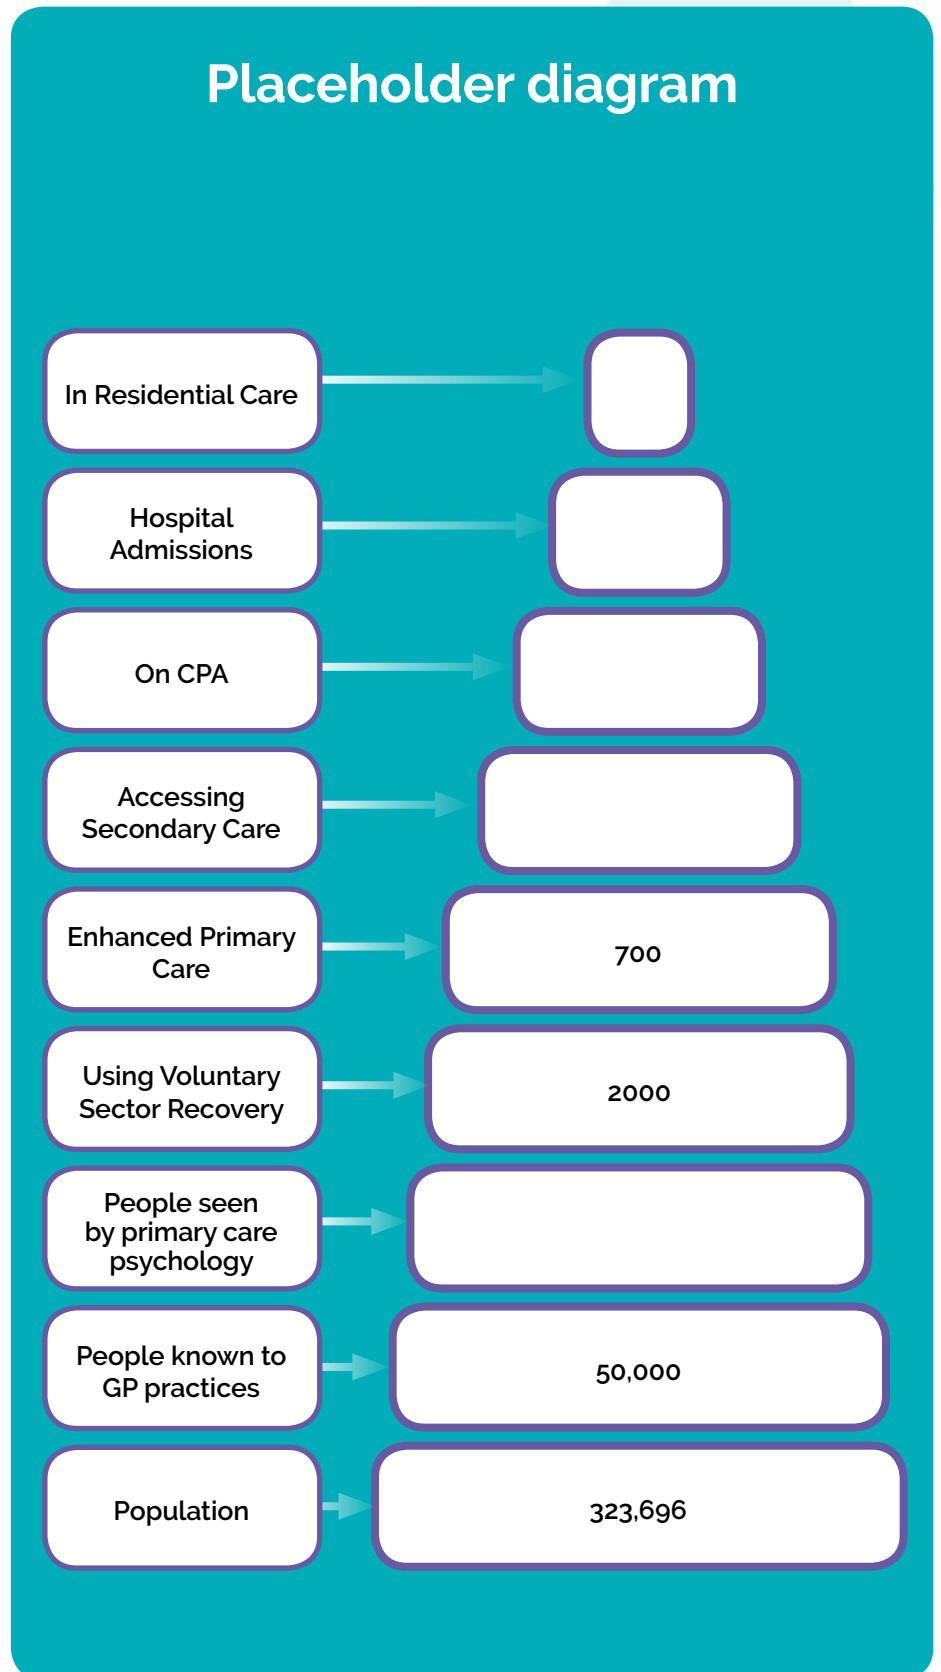 Placeholder diagram
In Residential Care
Hospital
Admissions
On CPA
Accessing
Secondary Care
Enhanced Primary
Care
700
Using Voluntary
Sector Recovery
2000
People seen
by primary care
psychology
People known to
GP practices
50,000
Population
323,696